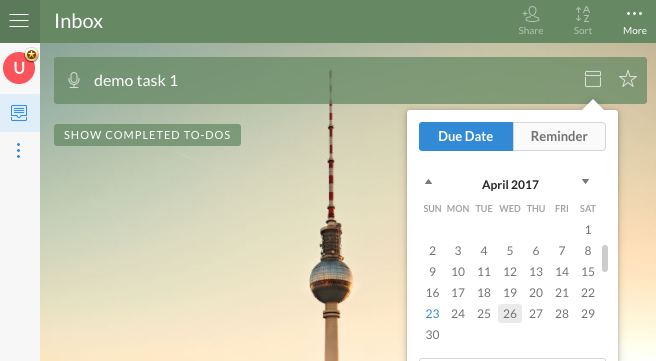 Inbox
Share
Sort
More
U
demo task 1
SHOW COMPLETED TO-DOS
Due Date Reminder
April 2017
SUN MON TUE WED THU FRI SAT
1
2 3 4 5 6 7 8
9 10 11 12 13 14 15
16 17 18 19 20 21 22
23 24 25 26 27 28 29
30